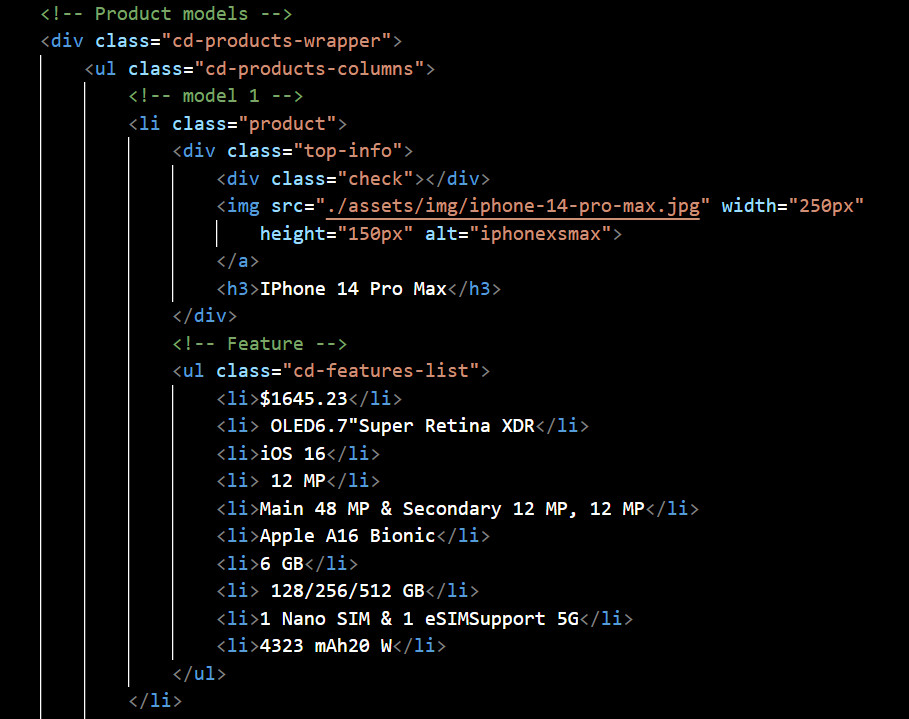 <!-- Product models -->
<div class="cd-products-wrapper">
<ul class="cd-products-columns">
<!-- model 1 -->
<li class="product">
<div class="top-info">
<div class="check"></div>
<img src="./assets/img/iphone-14-pro-max.jpg" width="250px"
height="150px" alt="iphonexsmax">
</a>
<h3>IPhone 14 Pro Max</h3>
</div>
<!-- Feature -->
<ul class="cd-features-list">
<li>$1645.23</li>
<li> OLED6.7"Super Retina XDR</li>
<li>iOS 16</li>
<li> 12 MP</li>
<li>Main 48 MP & Secondary 12 MP, 12 MP</li>
<li>Apple A16 Bionic</li>
<li>6 GB</li>
<li> 128/256/512 GB</li>
<li>1 Nano SIM & 1 eSIMSupport 5G</li>
<li>4323 mAh20 W</li>
</ul>
</li>